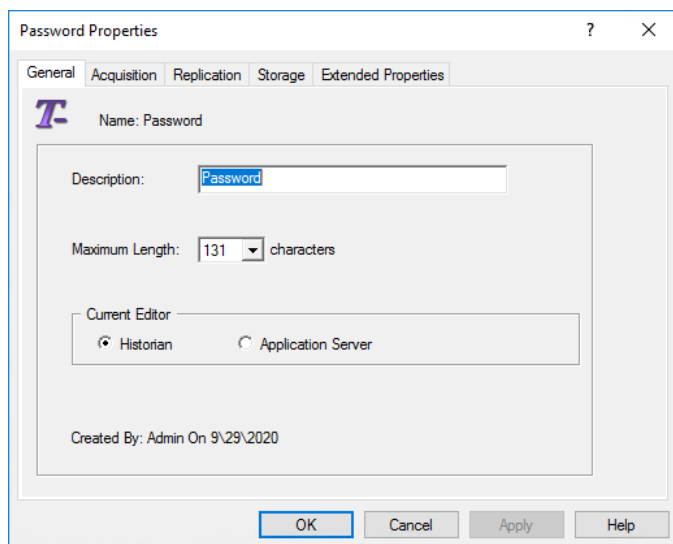 Password Properties ? ✕
General Acquisition Replication Storage Extended Properties
T- Name: Password
Description: Password
Maximum Length: 131 characters
Current Editor
Historian Application Server
Created By: Admin On 9\29\2020
OK Cancel Apply Help